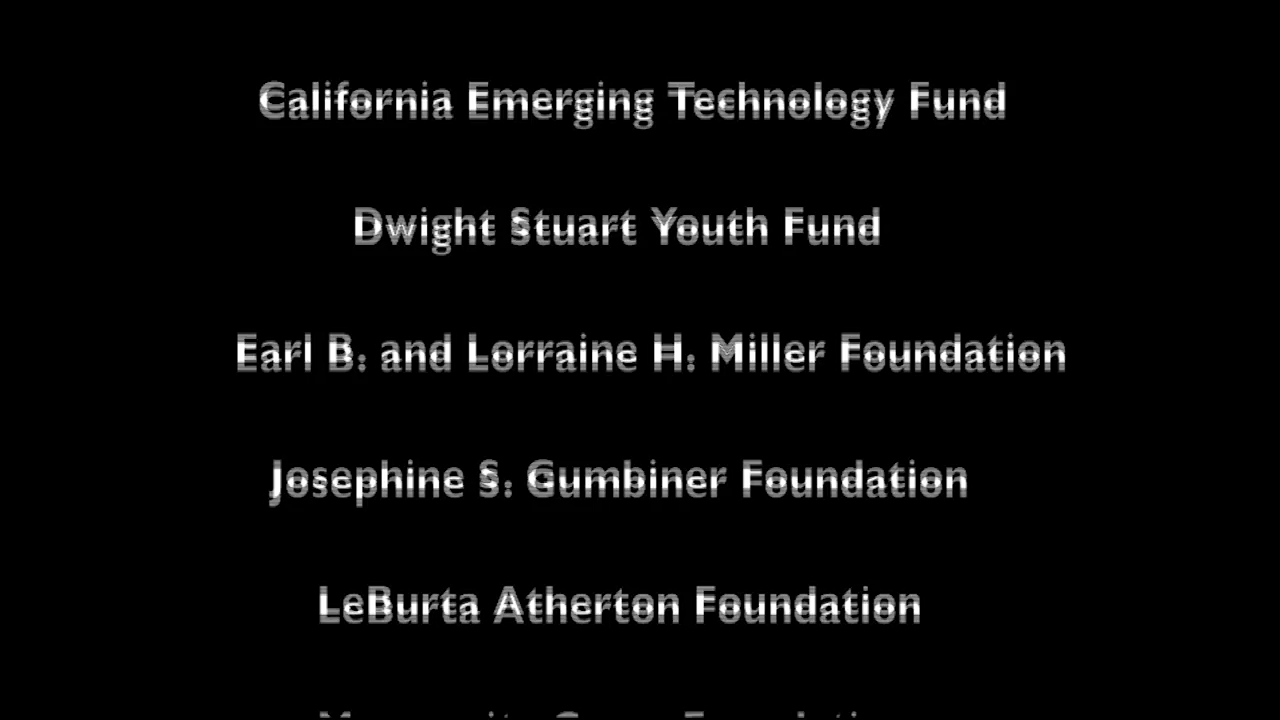 California Emerging Technology Fund
Dwight Stuart Youth Fund
Earl B. and Lorraine H. Miller Foundation
Josephine S. Gumbiner Foundation
LeBurta Atherton Foundation